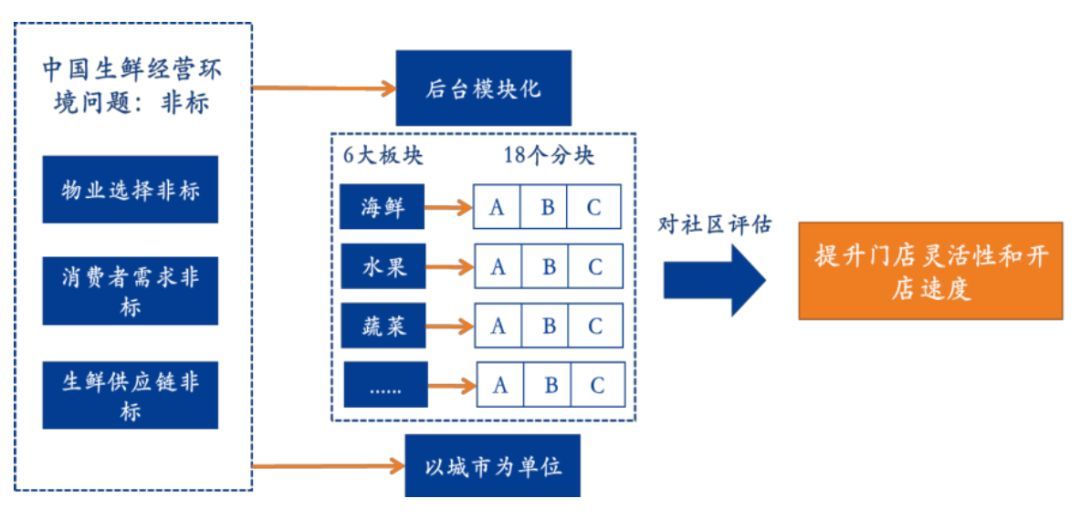 中国生鲜经营环
境问题：非标
物业选择非标
消费者需求非
标
生鲜供应链非
标
后台模块化
6大板块
18个分块
海鲜
A B C
水果
A B C
蔬菜
A B C
……
A B C
以城市为单位
对社区评估
提升门店灵活性和开
店速度